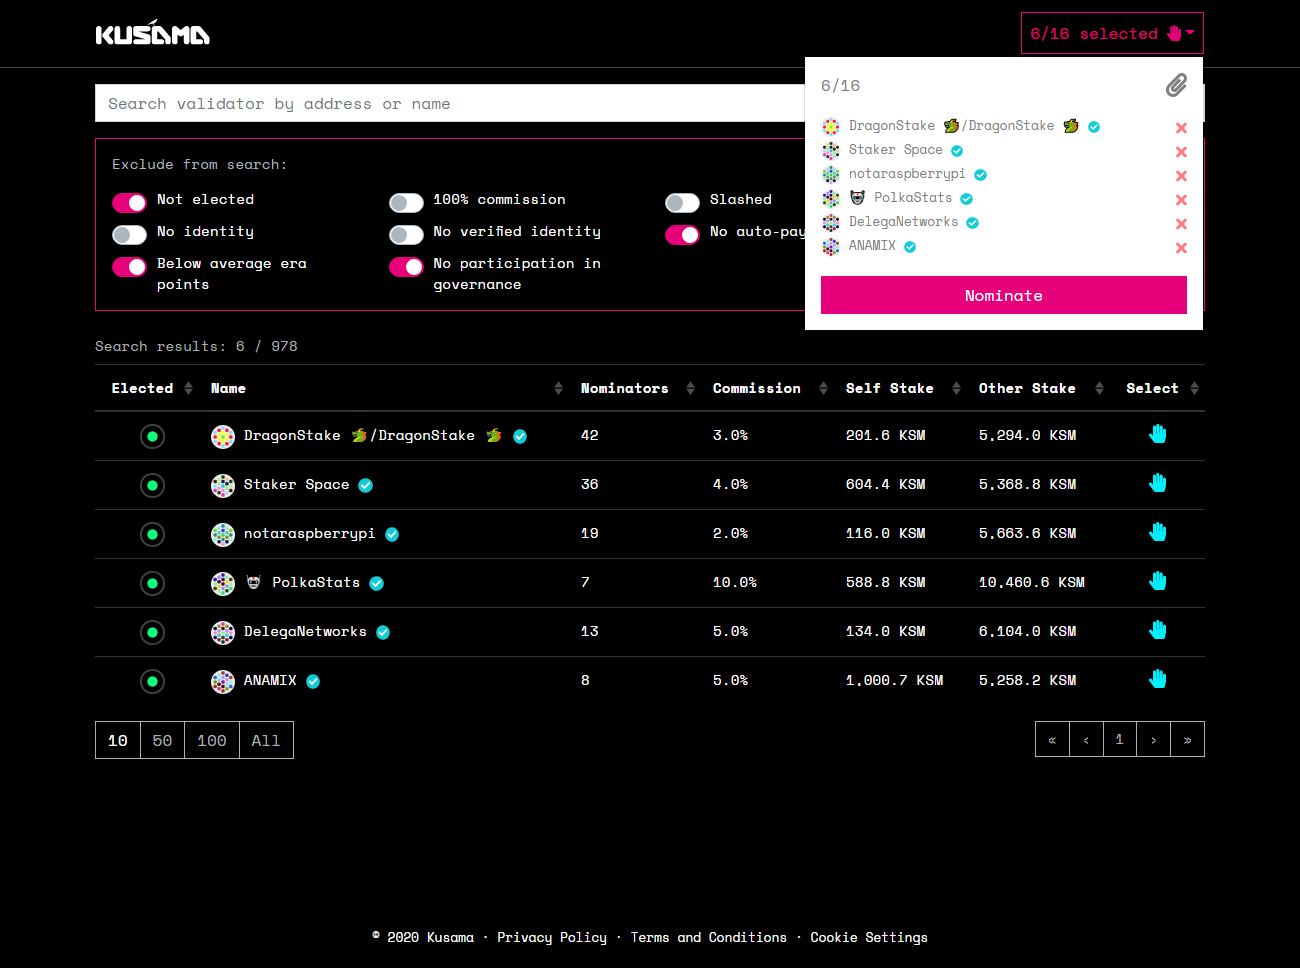 KUSAMA
6/16 selected
6/16
Search validator by address or name
DragonStake 🐲/DragonStake 🐲
Staker Space
notaraspberrypi
PolkaStats
DelegaNetworks
ANAMIX
Nominate
Exclude from search:
Not elected
100% commission
Slashed
No identity
No verified identity
No auto-pay
Below average era points
No participation in governance
Search results: 6 / 978
Elected Name Nominators Commission Self Stake Other Stake Select
DragonStake 🐲/DragonStake 🐲 42 3.0% 201.6 KSM 5,294.0 KSM
Staker Space 36 4.0% 604.4 KSM 5,368.8 KSM
notaraspberrypi 19 2.0% 116.0 KSM 5,663.6 KSM
PolkaStats 7 10.0% 588.8 KSM 10,460.6 KSM
DelegaNetworks 13 5.0% 134.0 KSM 6,104.0 KSM
ANAMIX 8 5.0% 1,000.7 KSM 5,258.2 KSM
10 50 100 All
« ‹ 1 › »
© 2020 Kusama · Privacy Policy · Terms and Conditions · Cookie Settings